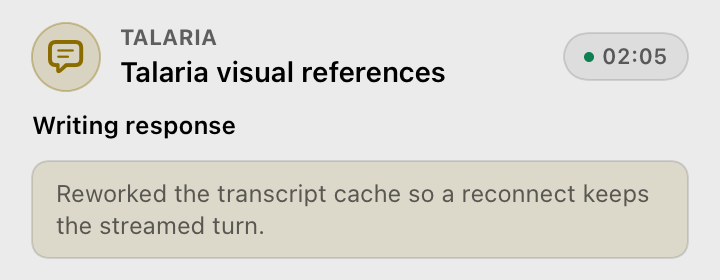 TALARIA
Talaria visual references
02:05
Writing response
Reworked the transcript cache so a reconnect keeps
the streamed turn.